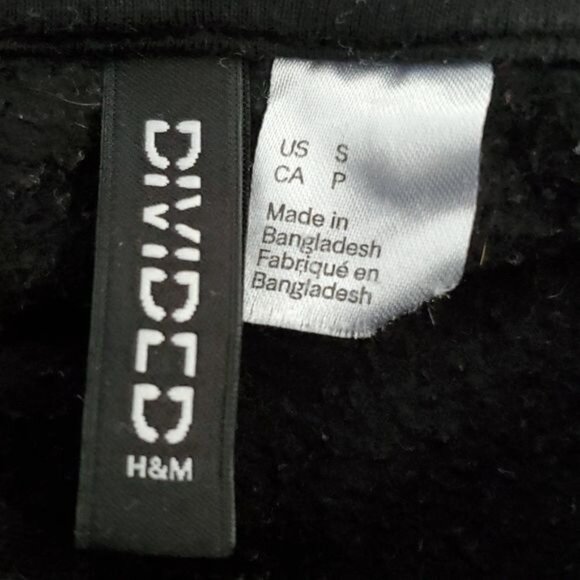 DIVIDED
H&M
US S
CA P
Made in
Bangladesh
Fabriqué en
Bangladesh